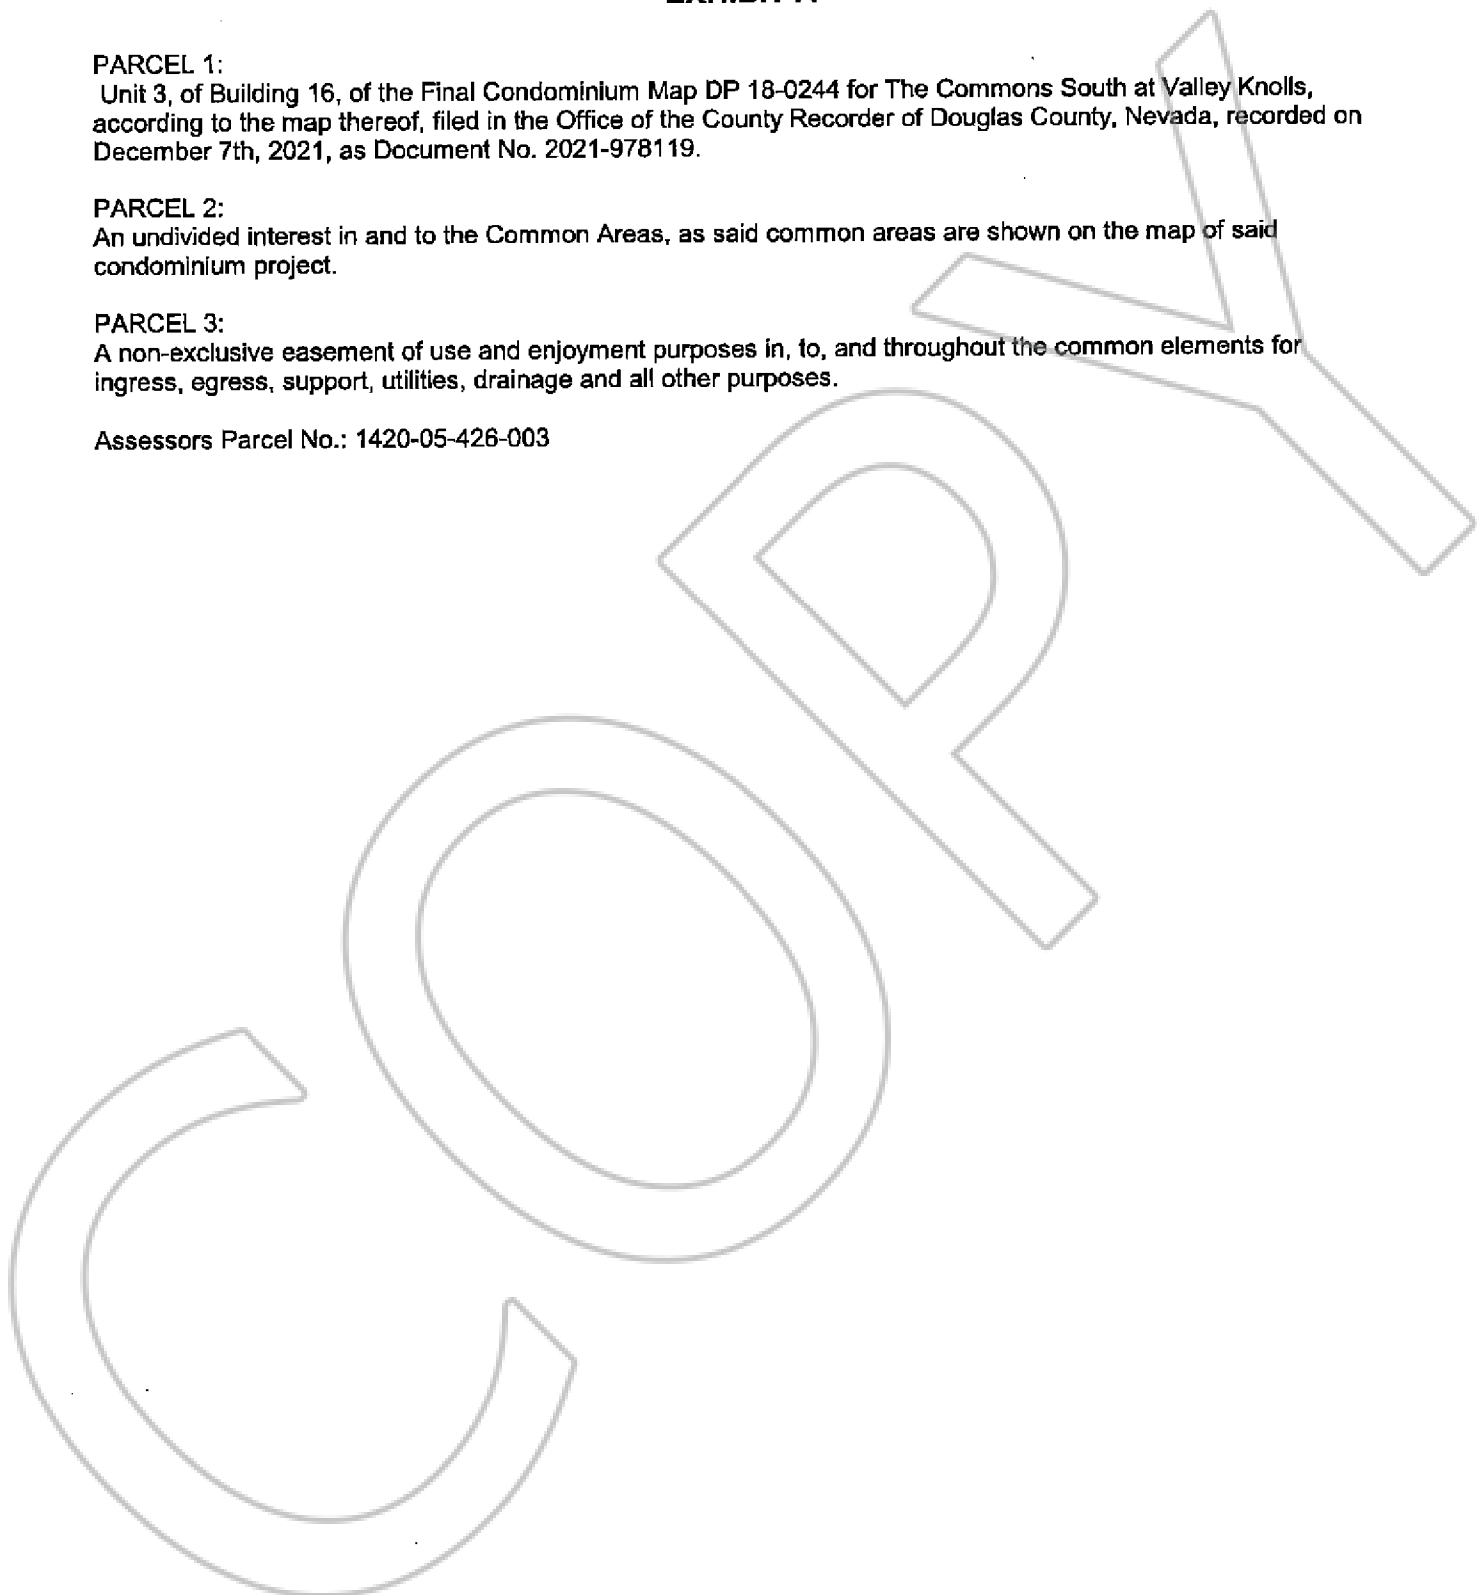 PARCEL 1:
Unit 3, of Building 16, of the Final Condominium Map DP 18-0244 for The Commons South at Valley Knolls,
according to the map thereof, filed in the Office of the County Recorder of Douglas County, Nevada, recorded on
December 7th, 2021, as Document No. 2021-978119.
PARCEL 2:
An undivided interest in and to the Common Areas, as said common areas are shown on the map of said
condominium project.
PARCEL 3:
A non-exclusive easement of use and enjoyment purposes in, to, and throughout the common elements for
ingress, egress, support, utilities, drainage and all other purposes.
Assessors Parcel No.: 1420-05-426-003
COPY